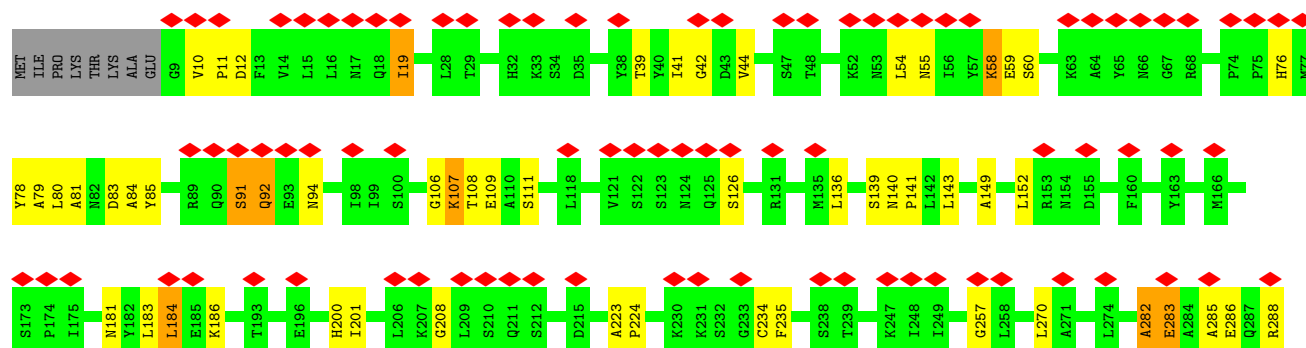 MET ILE PRO LYS THR LYS ALA GLU G9 V10 P11 D12 F13 V14 L15 L16 N17 Q18 I19 L28 T29 H32 K33 S34 D35 Y38 T39 Y40 I41 G42 D43 V44 S47 T48 K52 N53 L54 N55 I56 Y57 K58 E59 S60 K63 A64 Y65 N66 G67 R68 P74 P75 H76 M77
Y78 A79 L80 A81 N82 D83 A84 Y85 R89 Q90 S91 Q92 E93 N94 I98 I99 S100 G106 K107 T108 E109 A110 S111 L118 V121 S122 S123 N124 Q125 S126 R131 M135 L136 S139 N140 P141 L142 L143 A149 L152 R153 N154 D155 F160 Y163 M166
S173 P174 I175 N181 Y182 L183 L184 E185 K186 T193 E196 H200 I201 L206 K207 G208 L209 S210 Q211 S212 D215 A223 P224 K230 K231 S232 G233 C234 F235 S238 T239 K247 I248 I249 G257 L258 L270 A271 L274 A282 E283 A284 A285 E286 Q287 R288